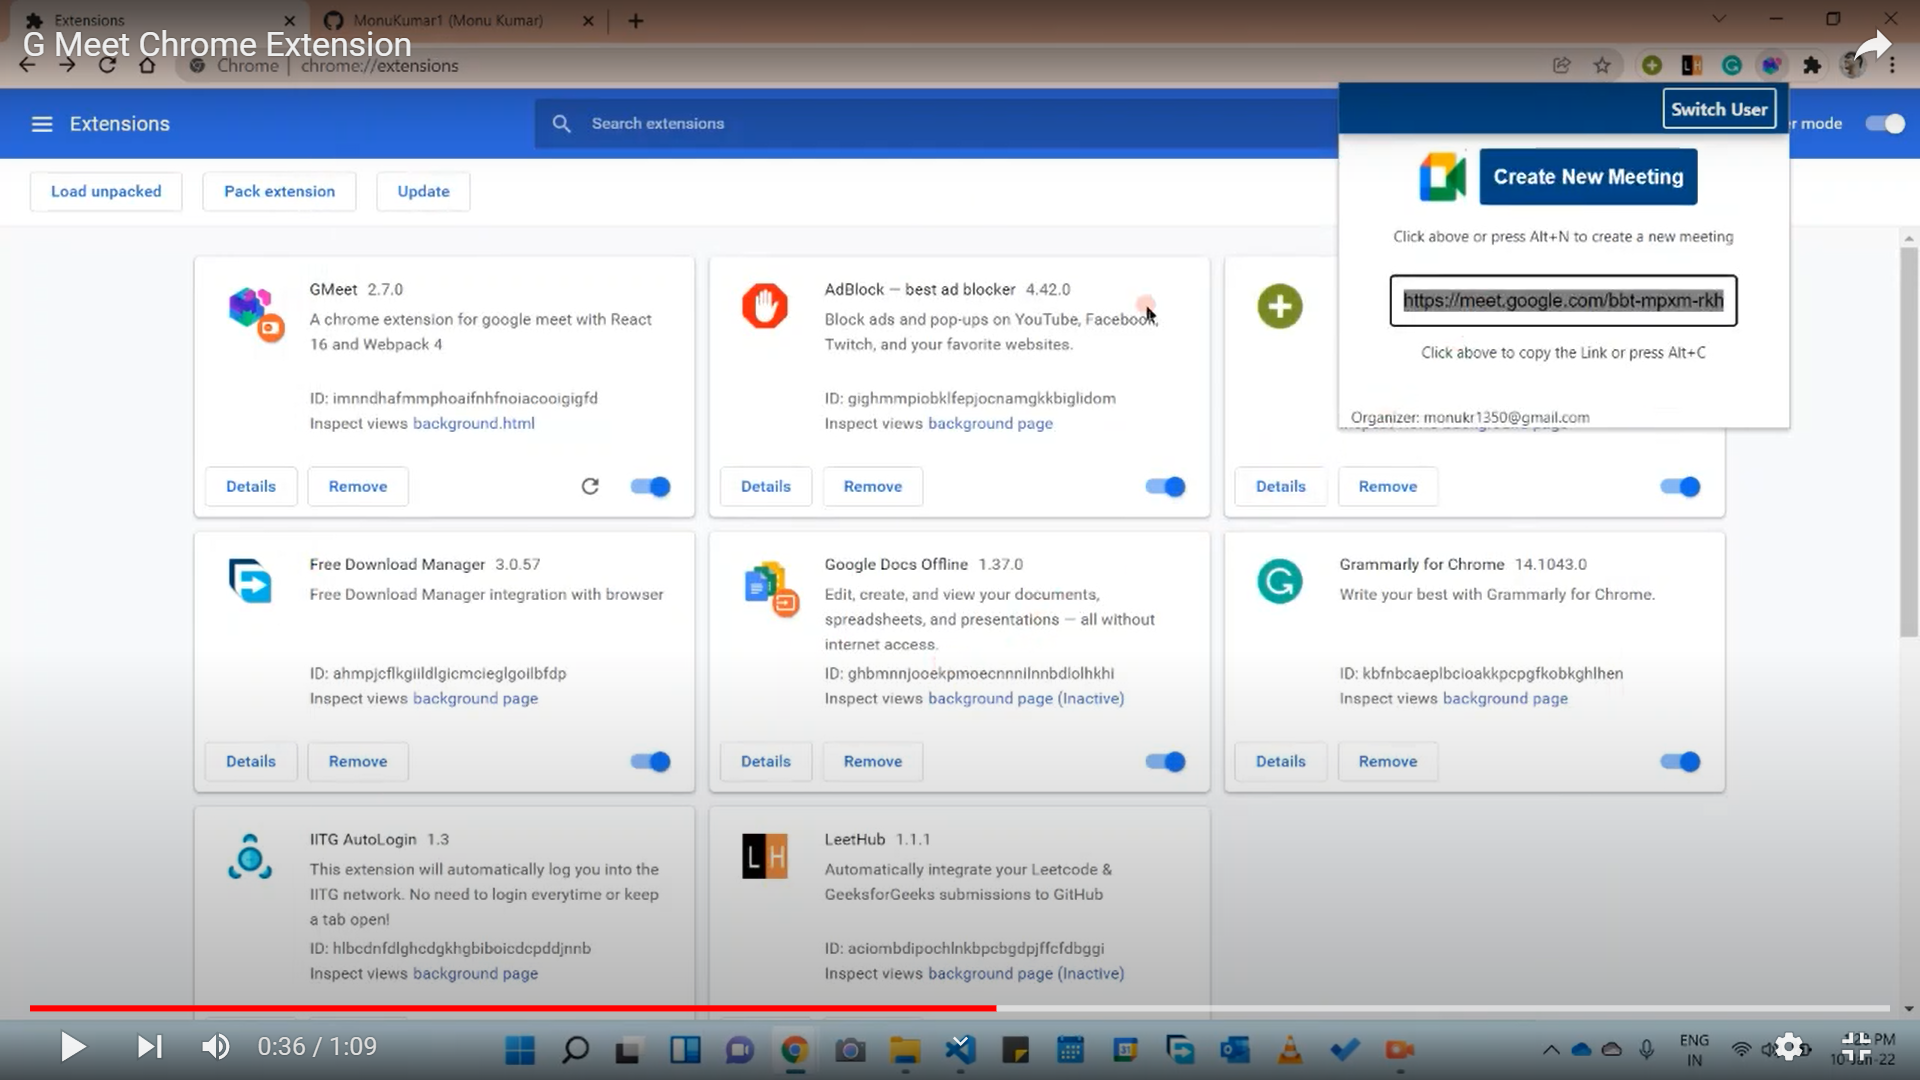 Extensions
MonuKumar1 (Monu Kumar)
G Meet Chrome Extension
Chrome | chrome://extensions
Extensions
Search extensions
Switch User
r mode
Load unpacked
Pack extension
Update
Create New Meeting
Click above or press Alt+N to create a new meeting
https://meet.google.com/bbt-mpxm-rkh
Click above to copy the Link or press Alt+C
Organizer: monukr1350@gmail.com
GMeet 2.7.0
A chrome extension for google meet with React
16 and Webpack 4
ID: imnndhafmmphoaifnhfnoiacooigigfd
Inspect views background.html
Details
Remove
AdBlock — best ad blocker 4.42.0
Block ads and pop-ups on YouTube, Facebook,
Twitch, and your favorite websites.
ID: gighmmpiobklfepjocnamgkkbiglidom
Inspect views background page
Details
Remove
Details
Remove
Free Download Manager 3.0.57
Free Download Manager integration with browser
ID: ahmpjcflkgiildlgicmcieglgoilbfdp
Inspect views background page
Details
Remove
Google Docs Offline 1.37.0
Edit, create, and view your documents,
spreadsheets, and presentations — all without
internet access.
ID: ghbmnnjooekpmoecnnnilnnbdlolhkhi
Inspect views background page (Inactive)
Details
Remove
Grammarly for Chrome 14.1043.0
Write your best with Grammarly for Chrome.
ID: kbfnbcaeplbcioakkpcpgfkobkghlhen
Inspect views background page
Details
Remove
IITG AutoLogin 1.3
This extension will automatically log you into the
IITG network. No need to login everytime or keep
a tab open!
ID: hlbcdnfdlghcdgkhgbiboicdcpddjnnb
Inspect views background page
LH
LeetHub 1.1.1
Automatically integrate your Leetcode &
GeeksforGeeks submissions to GitHub
ID: aciombdipochlnkbpcbgdpjffcfdbggi
Inspect views background page (Inactive)
0:36 / 1:09
ENG
IN
PM